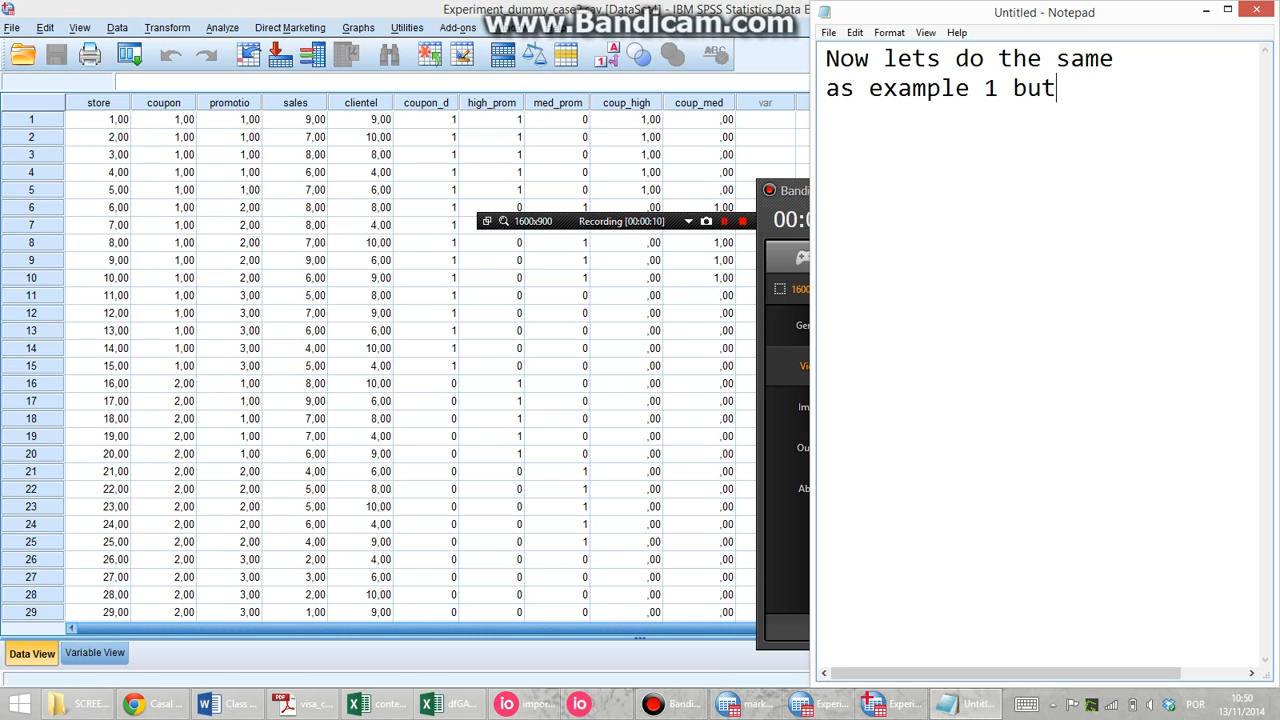 Experiment_dummy_case2.sav [DataSet4] - IBM SPSS Statistics Data E
www.Bandicam.com
Untitled - Notepad
File Edit View Data Transform Analyze Direct Marketing Graphs Utilities Add-ons
File Edit Format View Help
Now lets do the same
as example 1 but
store coupon promotio sales clientel coupon_d high_prom med_prom coup_high coup_med var
1 1,00 1,00 1,00 9,00 9,00 1 1 0 1,00 ,00
2 2,00 1,00 1,00 7,00 10,00 1 1 0 1,00 ,00
3 3,00 1,00 1,00 8,00 8,00 1 1 0 1,00 ,00
4 4,00 1,00 1,00 6,00 4,00 1 1 0 1,00 ,00
5 5,00 1,00 1,00 9,00 6,00 1 1 0 1,00 ,00
6 6,00 1,00 2,00 8,00 8,00 1 0 1 ,00 1,00
7 7,00 1,00 2,00 8,00 4,00 1
8 8,00 1,00 2,00 7,00 10,00 1 0 1 ,00 1,00
9 9,00 1,00 2,00 6,00 6,00 1 0 1 ,00 1,00
10 10,00 1,00 2,00 6,00 9,00 1 0 1 ,00 1,00
11 11,00 1,00 3,00 5,00 8,00 1 0 0 ,00 ,00
12 12,00 1,00 3,00 7,00 9,00 1 0 0 ,00 ,00
13 13,00 1,00 3,00 6,00 6,00 1 0 0 ,00 ,00
14 14,00 1,00 3,00 4,00 10,00 1 0 0 ,00 ,00
15 15,00 1,00 3,00 5,00 4,00 1 0 0 ,00 ,00
16 16,00 2,00 1,00 8,00 10,00 0 1 0 ,00 ,00
17 17,00 2,00 1,00 9,00 6,00 0 1 0 ,00 ,00
18 18,00 2,00 1,00 7,00 8,00 0 1 0 ,00 ,00
19 19,00 2,00 1,00 7,00 4,00 0 1 0 ,00 ,00
20 20,00 2,00 1,00 6,00 9,00 0 1 0 ,00 ,00
21 21,00 2,00 2,00 4,00 6,00 0 0 1 ,00 ,00
22 22,00 2,00 2,00 5,00 8,00 0 0 1 ,00 ,00
23 23,00 2,00 2,00 5,00 10,00 0 0 1 ,00 ,00
24 24,00 2,00 2,00 6,00 4,00 0 0 1 ,00 ,00
25 25,00 2,00 2,00 4,00 9,00 0 0 1 ,00 ,00
26 26,00 2,00 3,00 2,00 4,00 0 0 0 ,00 ,00
27 27,00 2,00 3,00 3,00 6,00 0 0 0 ,00 ,00
28 28,00 2,00 3,00 2,00 10,00 0 0 0 ,00 ,00
29 29,00 2,00 3,00 1,00 9,00 0 0 0 ,00 ,00
1600x900 Recording [00:00:10]
Bandi
00:0
1600
Ger
Vi
Im
Ou
Ab
Data View Variable View
SCREE... Casal ... Class ... visa_c... conte... dfGA... impor... Bandi... mark... Experi... Experi... Untitl... POR
10:50
13/11/2014